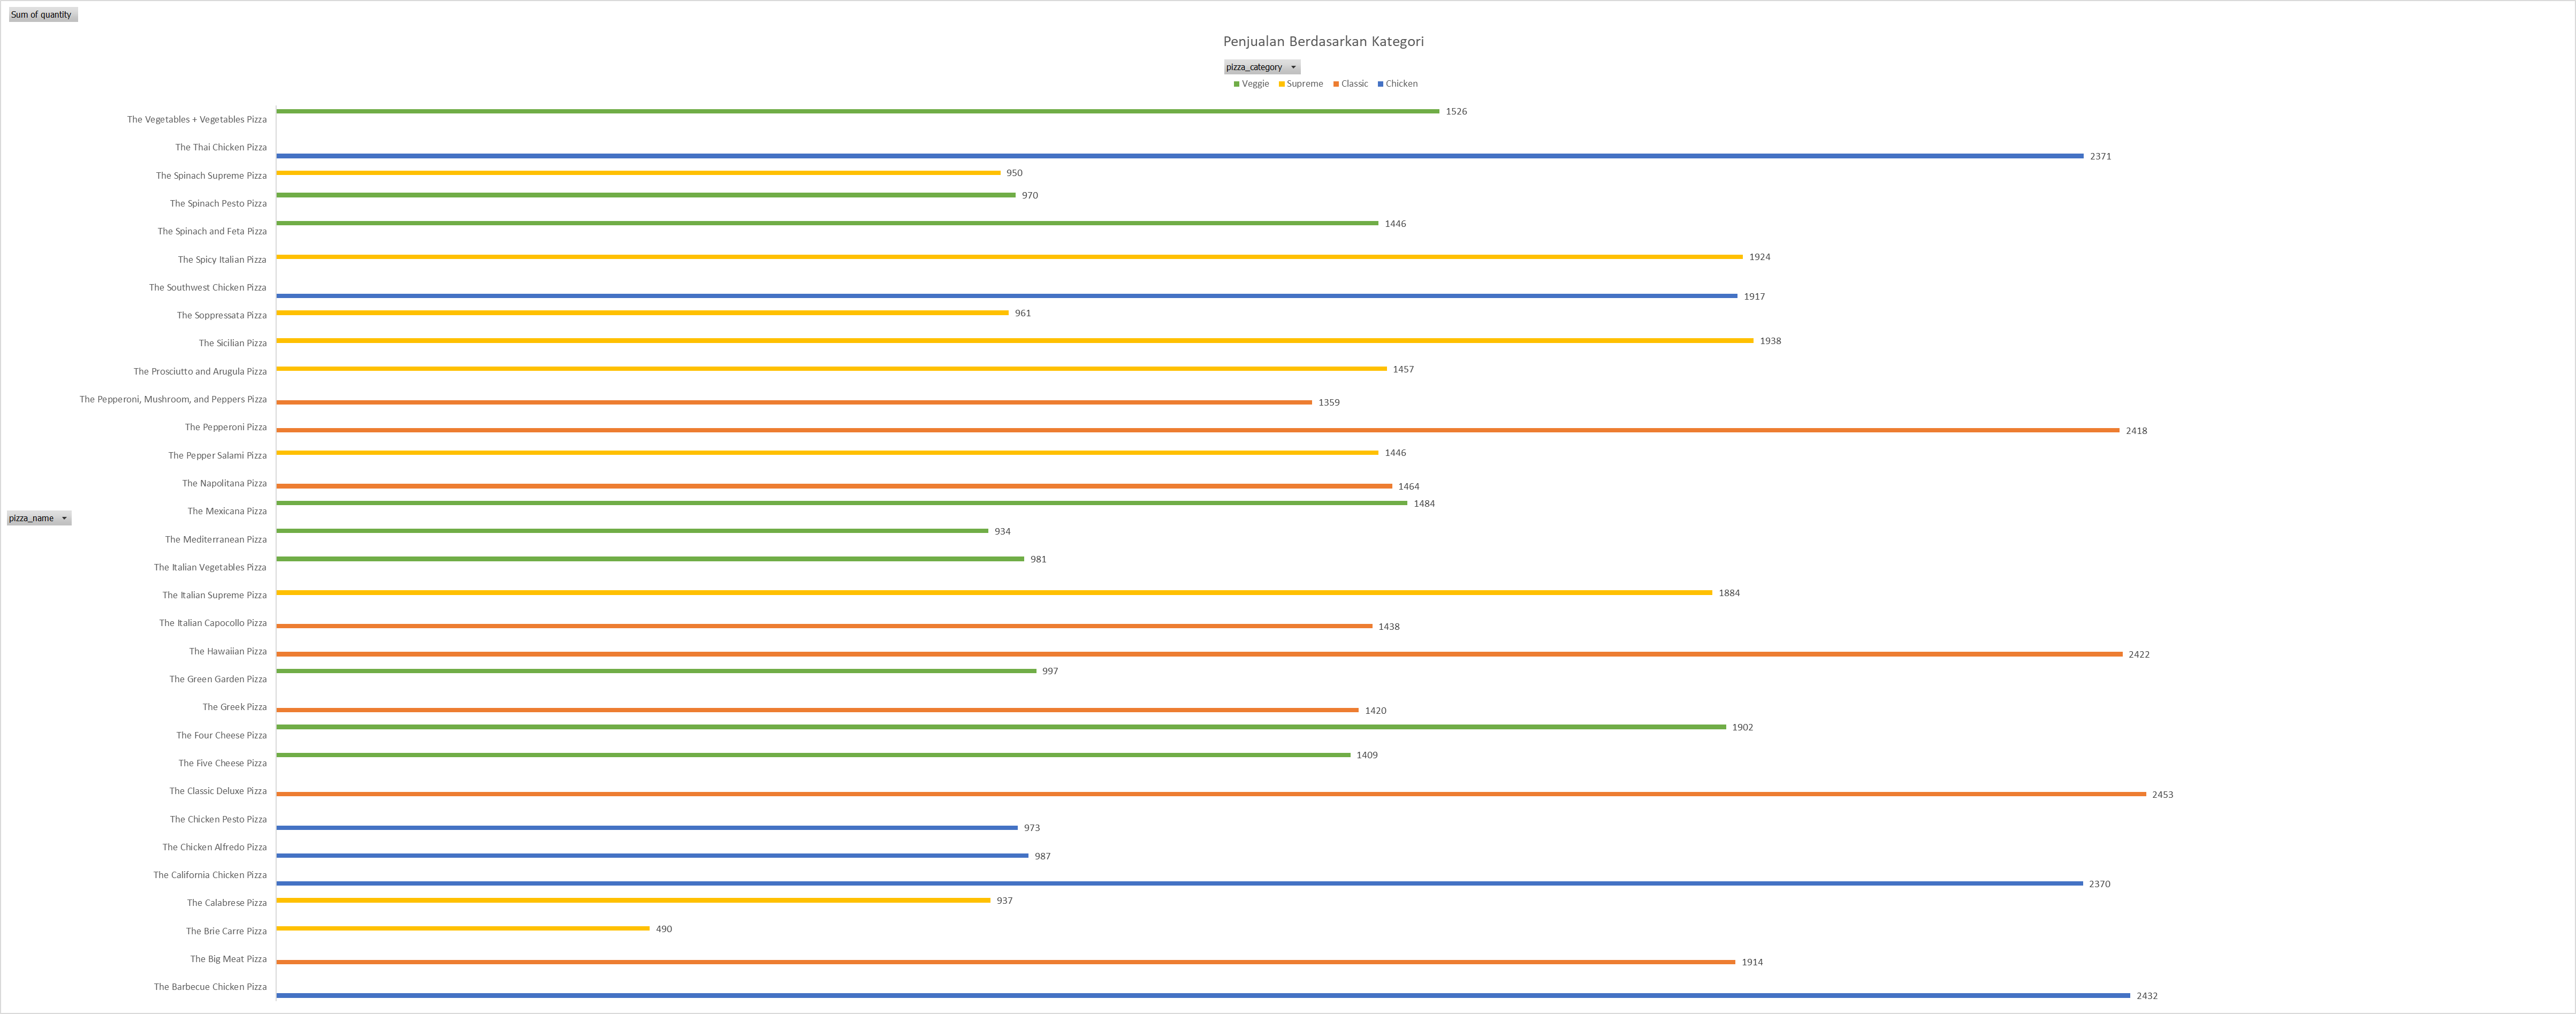 Sum of quantity
Penjualan Berdasarkan Kategori
pizza_category
Veggie Supreme Classic Chicken
The Vegetables + Vegetables Pizza 1526
The Thai Chicken Pizza 2371
The Spinach Supreme Pizza 950
The Spinach Pesto Pizza 970
The Spinach and Feta Pizza 1446
The Spicy Italian Pizza 1924
The Southwest Chicken Pizza 1917
The Soppressata Pizza 961
The Sicilian Pizza 1938
The Prosciutto and Arugula Pizza 1457
The Pepperoni, Mushroom, and Peppers Pizza 1359
The Pepperoni Pizza 2418
The Pepper Salami Pizza 1446
The Napolitana Pizza 1464
The Mexicana Pizza 1484
pizza_name
The Mediterranean Pizza 934
The Italian Vegetables Pizza 981
The Italian Supreme Pizza 1884
The Italian Capocollo Pizza 1438
The Hawaiian Pizza 2422
The Green Garden Pizza 997
The Greek Pizza 1420
The Four Cheese Pizza 1902
The Five Cheese Pizza 1409
The Classic Deluxe Pizza 2453
The Chicken Pesto Pizza 973
The Chicken Alfredo Pizza 987
The California Chicken Pizza 2370
The Calabrese Pizza 937
The Brie Carre Pizza 490
The Big Meat Pizza 1914
The Barbecue Chicken Pizza 2432